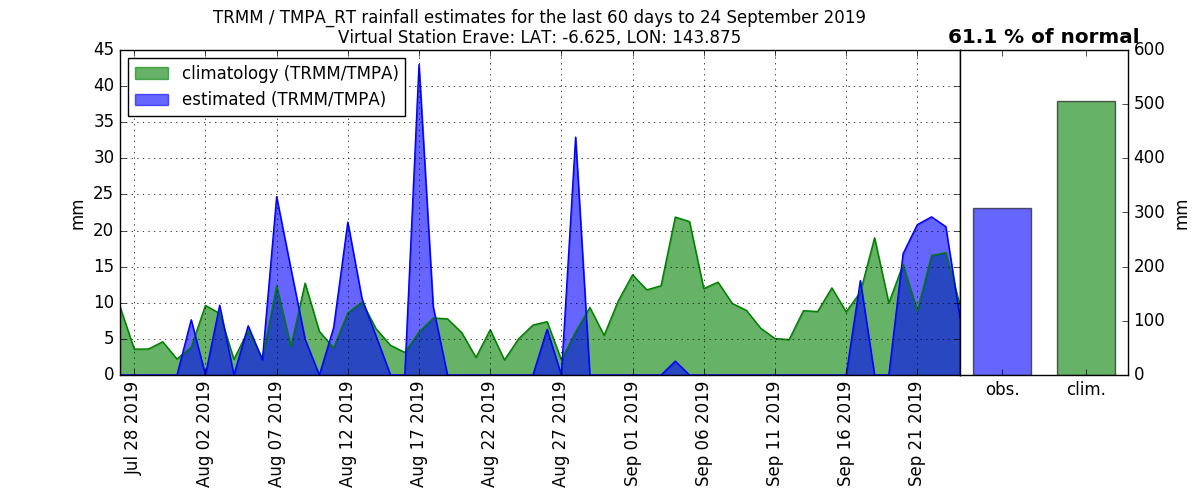 TRMM / TMPA_RT rainfall estimates for the last 60 days to 24 September 2019
Virtual Station Erave: LAT: -6.625, LON: 143.875
61.1 % of normal
climatology (TRMM/TMPA)
estimated (TRMM/TMPA)
45
40
35
30
25
20
15
10
5
0
mm
Jul 28 2019
Aug 02 2019
Aug 07 2019
Aug 12 2019
Aug 17 2019
Aug 22 2019
Aug 27 2019
Sep 01 2019
Sep 06 2019
Sep 11 2019
Sep 16 2019
Sep 21 2019
obs.
clim.
600
500
400
300
200
100
0
mm